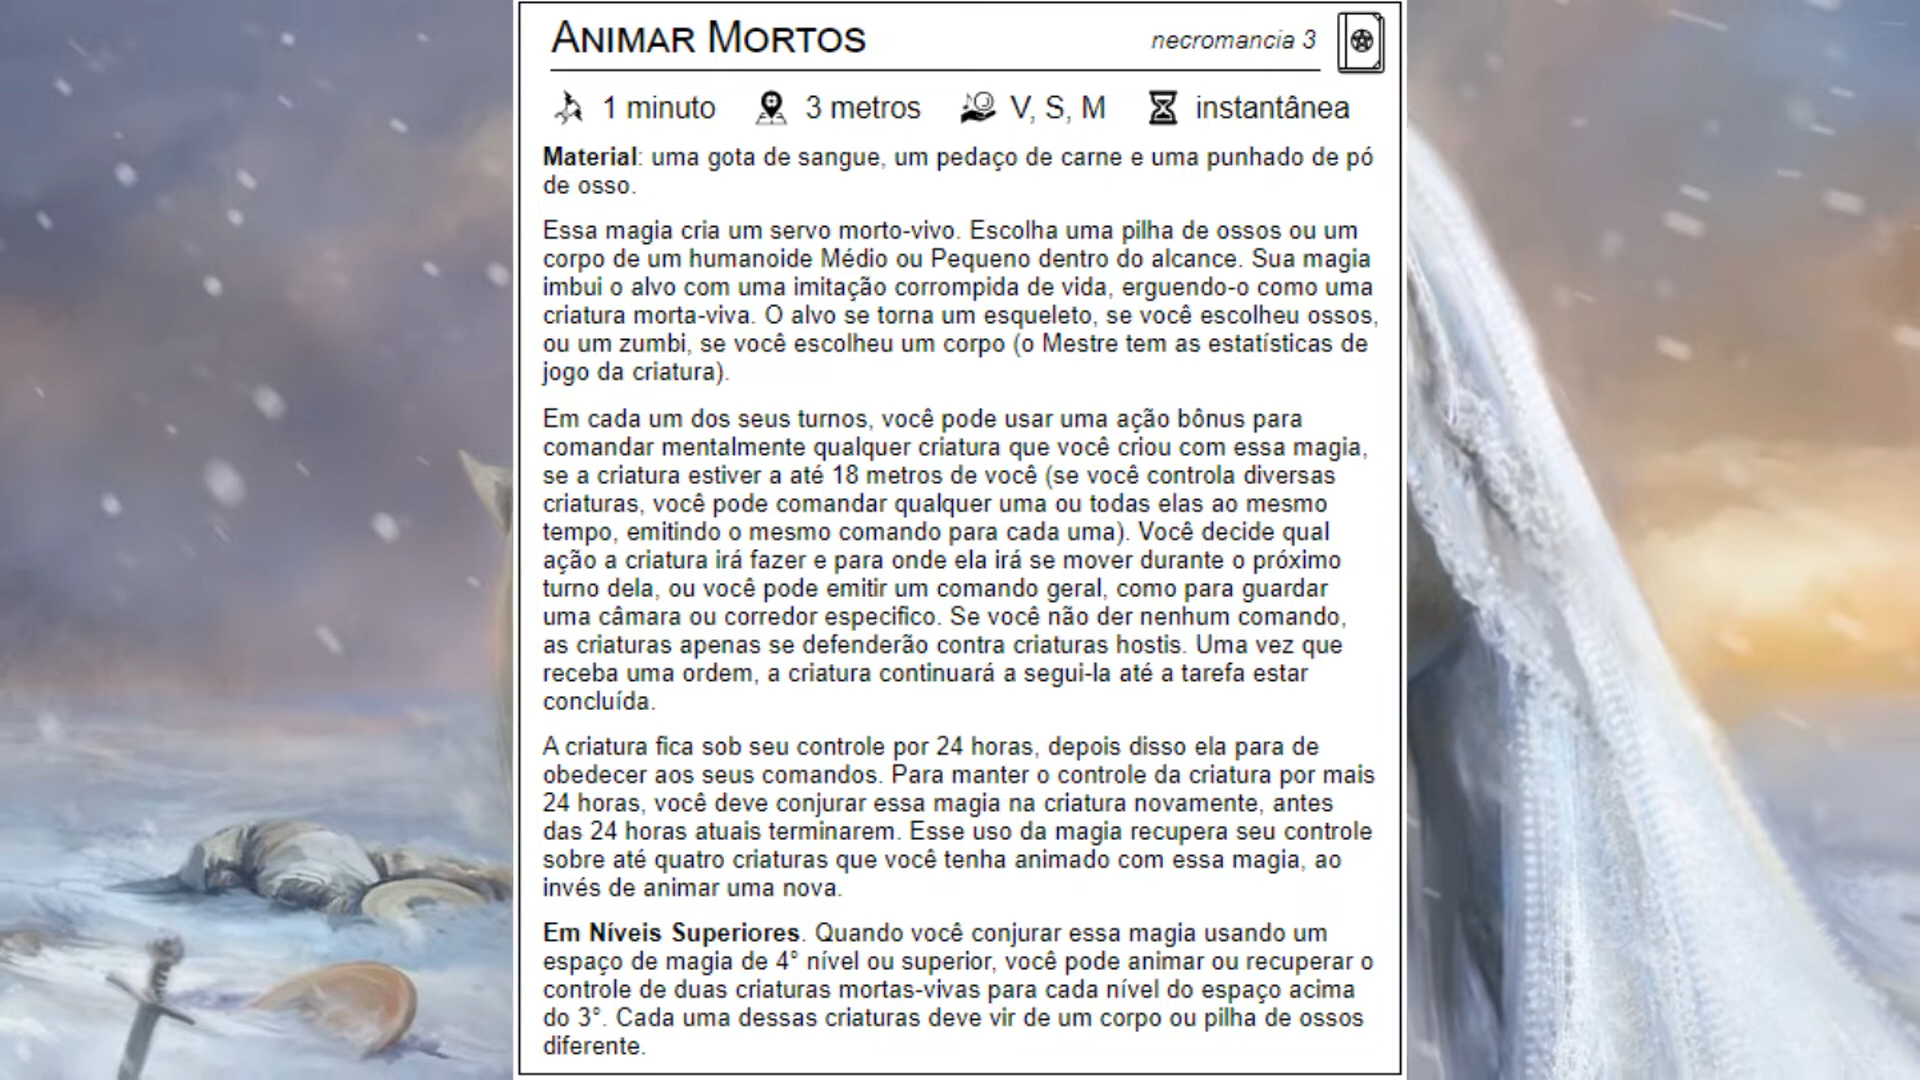 ANIMAR MORTOS
necromancia 3
1 minuto 3 metros V, S, M instantânea
Material: uma gota de sangue, um pedaço de carne e uma punhado de pó
de osso.
Essa magia cria um servo morto-vivo. Escolha uma pilha de ossos ou um
corpo de um humanoide Médio ou Pequeno dentro do alcance. Sua magia
imbui o alvo com uma imitação corrompida de vida, erguendo-o como uma
criatura morta-viva. O alvo se torna um esqueleto, se você escolheu ossos,
ou um zumbi, se você escolheu um corpo (o Mestre tem as estatísticas de
jogo da criatura).
Em cada um dos seus turnos, você pode usar uma ação bônus para
comandar mentalmente qualquer criatura que você criou com essa magia,
se a criatura estiver a até 18 metros de você (se você controla diversas
criaturas, você pode comandar qualquer uma ou todas elas ao mesmo
tempo, emitindo o mesmo comando para cada uma). Você decide qual
ação a criatura irá fazer e para onde ela irá se mover durante o próximo
turno dela, ou você pode emitir um comando geral, como para guardar
uma câmara ou corredor especifico. Se você não der nenhum comando,
as criaturas apenas se defenderão contra criaturas hostis. Uma vez que
receba uma ordem, a criatura continuará a segui-la até a tarefa estar
concluída.
A criatura fica sob seu controle por 24 horas, depois disso ela para de
obedecer aos seus comandos. Para manter o controle da criatura por mais
24 horas, você deve conjurar essa magia na criatura novamente, antes
das 24 horas atuais terminarem. Esse uso da magia recupera seu controle
sobre até quatro criaturas que você tenha animado com essa magia, ao
invés de animar uma nova.
Em Níveis Superiores. Quando você conjurar essa magia usando um
espaço de magia de 4° nível ou superior, você pode animar ou recuperar o
controle de duas criaturas mortas-vivas para cada nível do espaço acima
do 3°. Cada uma dessas criaturas deve vir de um corpo ou pilha de ossos
diferente.